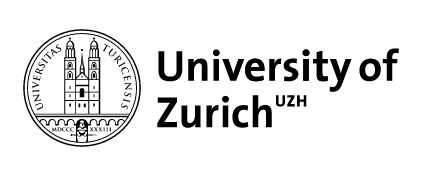 UNIVERSITAS TURICENSIS
MDCCC XXXIII
University of
Zurich UZH